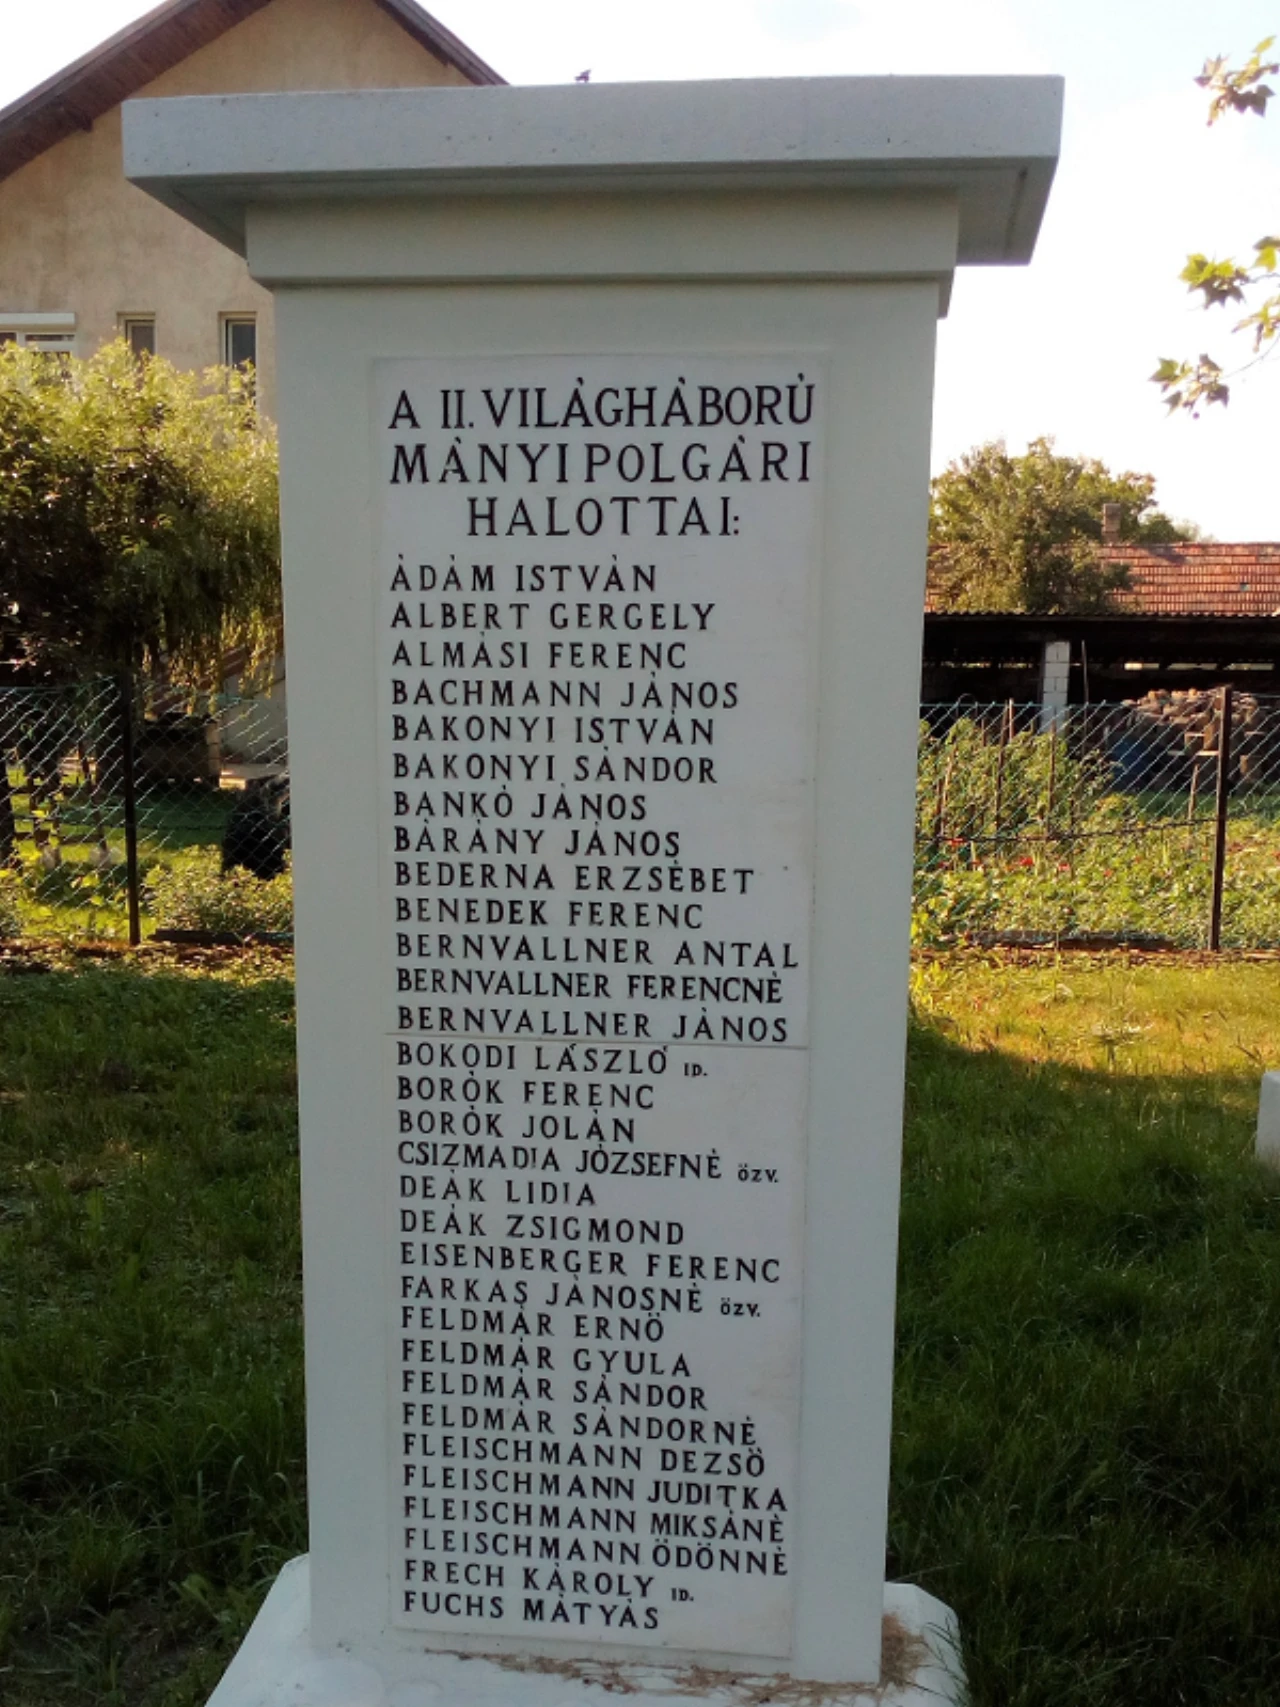 A II. VILÁGHÁBORÚ
MÁNYI POLGÁRI
HALOTTAI:
ÁDÁM ISTVÁN
ALBERT GERGELY
ALMÁSI FERENC
BACHMANN JÁNOS
BAKONYI ISTVÁN
BAKONYI SÁNDOR
BANKÓ JÁNOS
BÁRÁNY JÁNOS
BEDERNA ERZSÉBET
BENEDEK FERENC
BERNVALLNER ANTAL
BERNVALLNER FERENCNÉ
BERNVALLNER JÁNOS
BOKODI LÁSZLÓ ID.
BORÓK FERENC
BORÓK JOLÁN
CSIZMADIA JÓZSEFNÉ özv.
DEÁK LIDIA
DEÁK ZSIGMOND
EISENBERGER FERENC
FARKAS JÁNOSNÉ özv.
FELDMÁR ERNÖ
FELDMÁR GYULA
FELDMÁR SÁNDOR
FELDMÁR SÁNDORNÉ
FLEISCHMANN DEZSÖ
FLEISCHMANN JUDITKA
FLEISCHMANN MIKSÁNÉ
FLEISCHMANN ÖDÖNNÉ
FRECH KÁROLY ID.
FUCHS MÁTYÁS